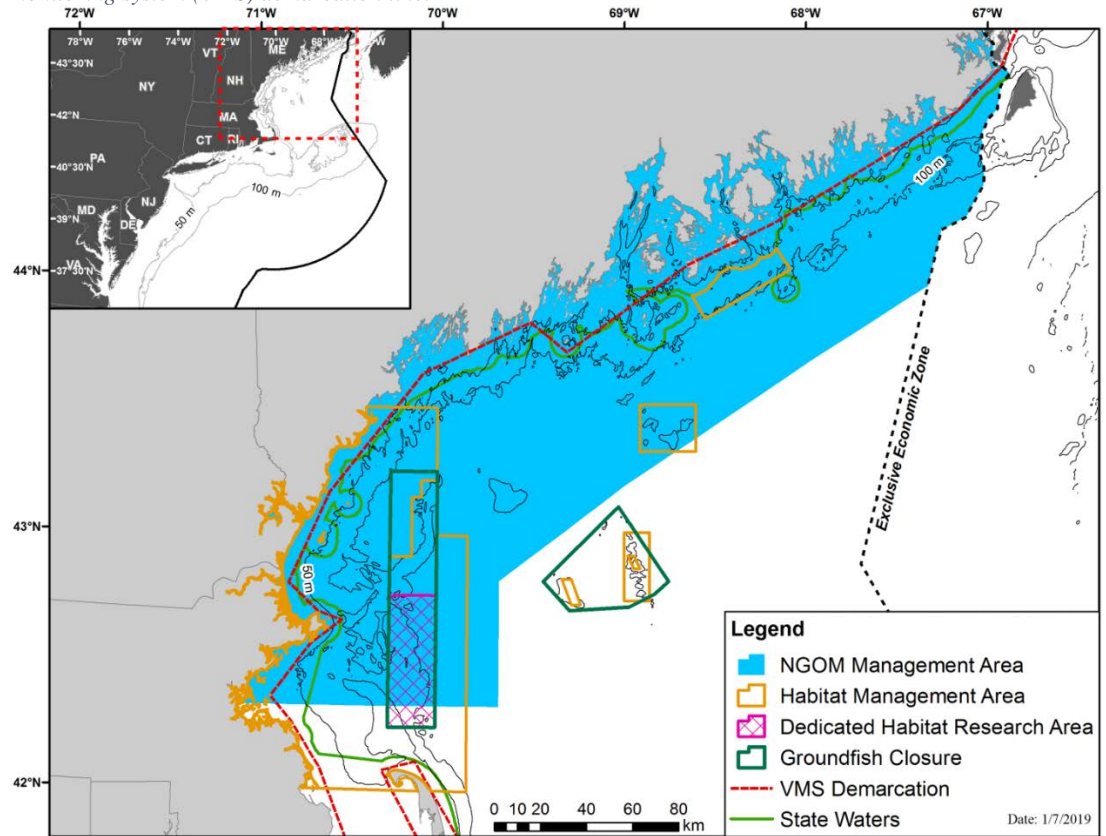 71°W
70°W
69°W
68°W
67°W
78°W
76°W
74°W
72°W
70°W
68°W
43°30'N
42°N
40°30'N
39°N
37°30'N
VT
ME
NH
NY
MA
CT
RI
PA
NJ
MD
DE
VA
50 m
100 m
44°N
43°N
42°N
100 m
50 m
Exclusive Economic Zone
0 10 20 40 60 80
km
Legend
NGOM Management Area
Habitat Management Area
Dedicated Habitat Research Area
Groundfish Closure
VMS Demarcation
State Waters
Date: 1/7/2019